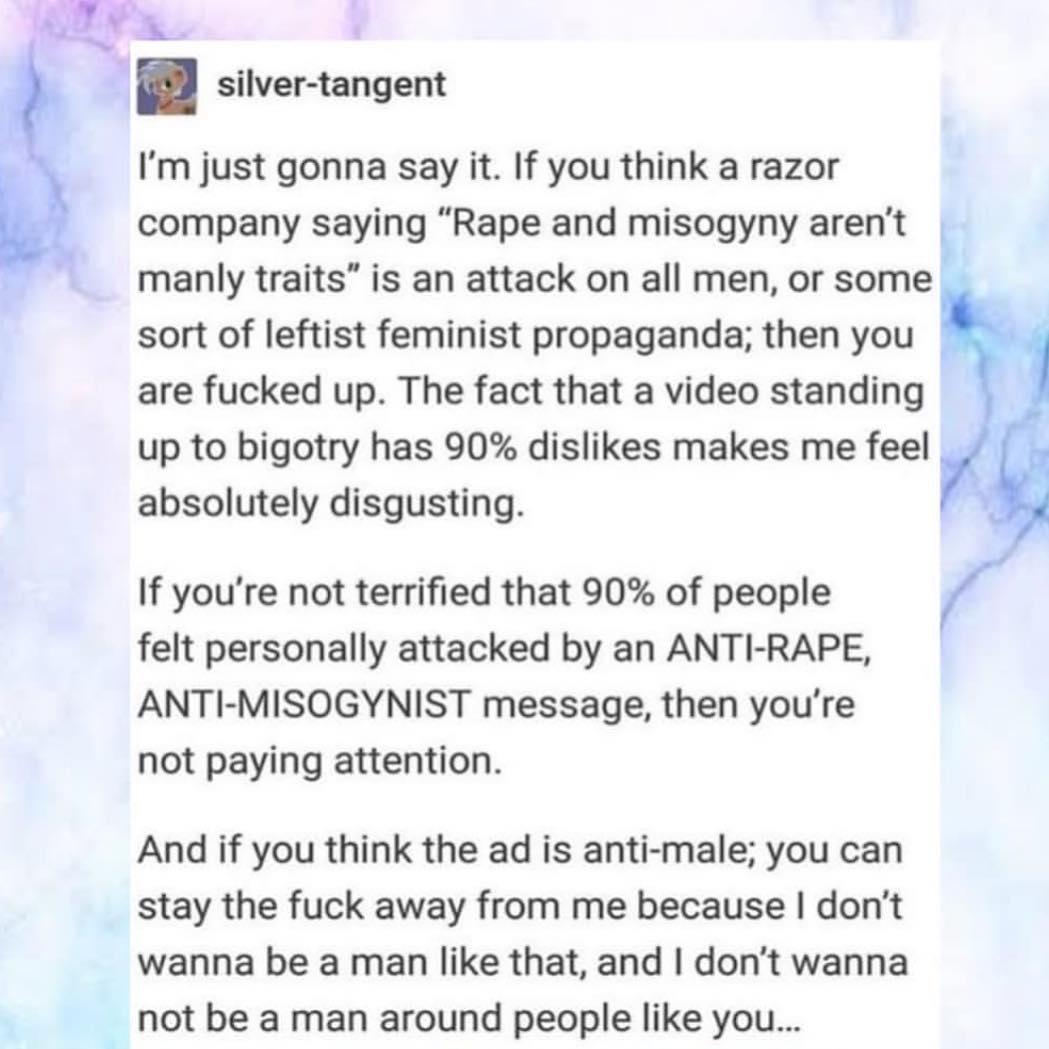 silver-tangent
I'm just gonna say it. If you think a razor
company saying “Rape and misogyny aren't
manly traits” is an attack on all men, or some
sort of leftist feminist propaganda; then you
are fucked up. The fact that a video standing
up to bigotry has 90% dislikes makes me feel
absolutely disgusting.
If you're not terrified that 90% of people
felt personally attacked by an ANTI-RAPE,
ANTI-MISOGYNIST message, then you're
not paying attention.
And if you think the ad is anti-male; you can
stay the fuck away from me because I don't
wanna be a man like that, and I don't wanna
not be a man around people like you...